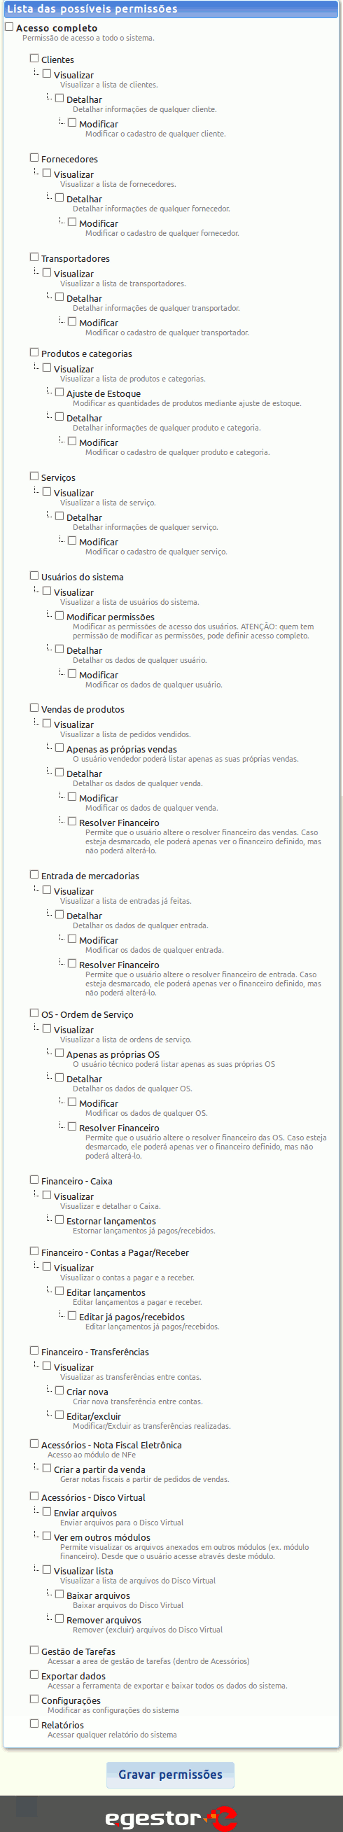 Lista das possíveis permissões
Acesso completo
Permissão de acesso a todo o sistema.
Clientes
Visualizar
Visualizar a lista de clientes.
Detalhar
Detalhar informações de qualquer cliente.
Modificar
Modificar o cadastro de qualquer cliente.
Fornecedores
Visualizar
Visualizar a lista de fornecedores.
Detalhar
Detalhar informações de qualquer fornecedor.
Modificar
Modificar o cadastro de qualquer fornecedor.
Transportadores
Visualizar
Visualizar a lista de transportadores.
Detalhar
Detalhar informações de qualquer transportador.
Modificar
Modificar o cadastro de qualquer transportador.
Produtos e categorias
Visualizar
Visualizar a lista de produtos e categorias.
Ajuste de Estoque
Modificar as quantidades de produtos mediante ajuste de estoque.
Detalhar
Detalhar informações de qualquer produto e categoria.
Modificar
Modificar o cadastro de qualquer produto e categoria.
Serviços
Visualizar
Visualizar a lista de serviço.
Detalhar
Detalhar informações de qualquer serviço.
Modificar
Modificar o cadastro de qualquer serviço.
Usuários do sistema
Visualizar
Visualizar a lista de usuários do sistema.
Modificar permissões
Modificar as permissões de acesso dos usuários. ATENÇÃO: quem tem
permissão de modificar as permissões, pode definir acesso completo.
Detalhar
Detalhar os dados de qualquer usuário.
Modificar
Modificar os dados de qualquer usuário.
Vendas de produtos
Visualizar
Visualizar a lista de pedidos vendidos.
Apenas as próprias vendas
O usuário vendedor poderá listar apenas as suas próprias vendas.
Detalhar
Detalhar os dados de qualquer venda.
Modificar
Modificar os dados de qualquer venda.
Resolver Financeiro
Permite que o usuário altere o resolver financeiro das vendas. Caso
esteja desmarcado, ele poderá apenas ver o financeiro definido, mas
não poderá alterá-lo.
Entrada de mercadorias
Visualizar
Visualizar a lista de entradas já feitas.
Detalhar
Detalhar os dados de qualquer entrada.
Modificar
Modificar os dados de qualquer entrada.
Resolver Financeiro
Permite que o usuário altere o resolver financeiro de entrada. Caso
esteja desmarcado, ele poderá apenas ver o financeiro definido, mas
não poderá alterá-lo.
OS - Ordem de Serviço
Visualizar
Visualizar a lista de ordens de serviço.
Apenas as próprias OS
O usuário técnico poderá listar apenas as suas próprias OS
Detalhar
Detalhar os dados de qualquer OS.
Modificar
Modificar os dados de qualquer OS.
Resolver Financeiro
Permite que o usuário altere o resolver financeiro das OS. Caso esteja
desmarcado, ele poderá apenas ver o financeiro definido, mas não
poderá alterá-lo.
Financeiro - Caixa
Visualizar
Visualizar e detalhar o Caixa.
Estornar lançamentos
Estornar lançamentos já pagos/recebidos.
Financeiro - Contas a Pagar/Receber
Visualizar
Visualizar o contas a pagar e a receber.
Editar lançamentos
Editar lançamentos a pagar e receber.
Editar já pagos/recebidos
Editar lançamentos já pagos/recebidos.
Financeiro - Transferências
Visualizar
Visualizar as transferências entre contas.
Criar nova
Criar nova transferência entre contas.
Editar/excluir
Modificar/Excluir as transferências realizadas.
Acessórios - Nota Fiscal Eletrônica
Acesso ao módulo de NFe
Criar a partir da venda
Gerar notas fiscais a partir de pedidos de vendas.
Acessórios - Disco Virtual
Enviar arquivos
Enviar arquivos para o Disco Virtual
Ver em outros módulos
Permite visualizar os arquivos anexados em outros módulos (ex. módulo
financeiro). Desde que o usuário acesse através deste módulo.
Visualizar lista
Visualizar a lista de arquivos do Disco Virtual
Baixar arquivos
Baixar arquivos do Disco Virtual
Remover arquivos
Remover (excluir) arquivos do Disco Virtual
Gestão de Tarefas
Acessar a area de gestão de tarefas (dentro de Acessórios)
Exportar dados
Acessar a ferramenta de exportar e baixar todos os dados do sistema.
Configurações
Modificar as configurações do sistema
Relatórios
Acessar qualquer relatório do sistema
Gravar permissões
egestor